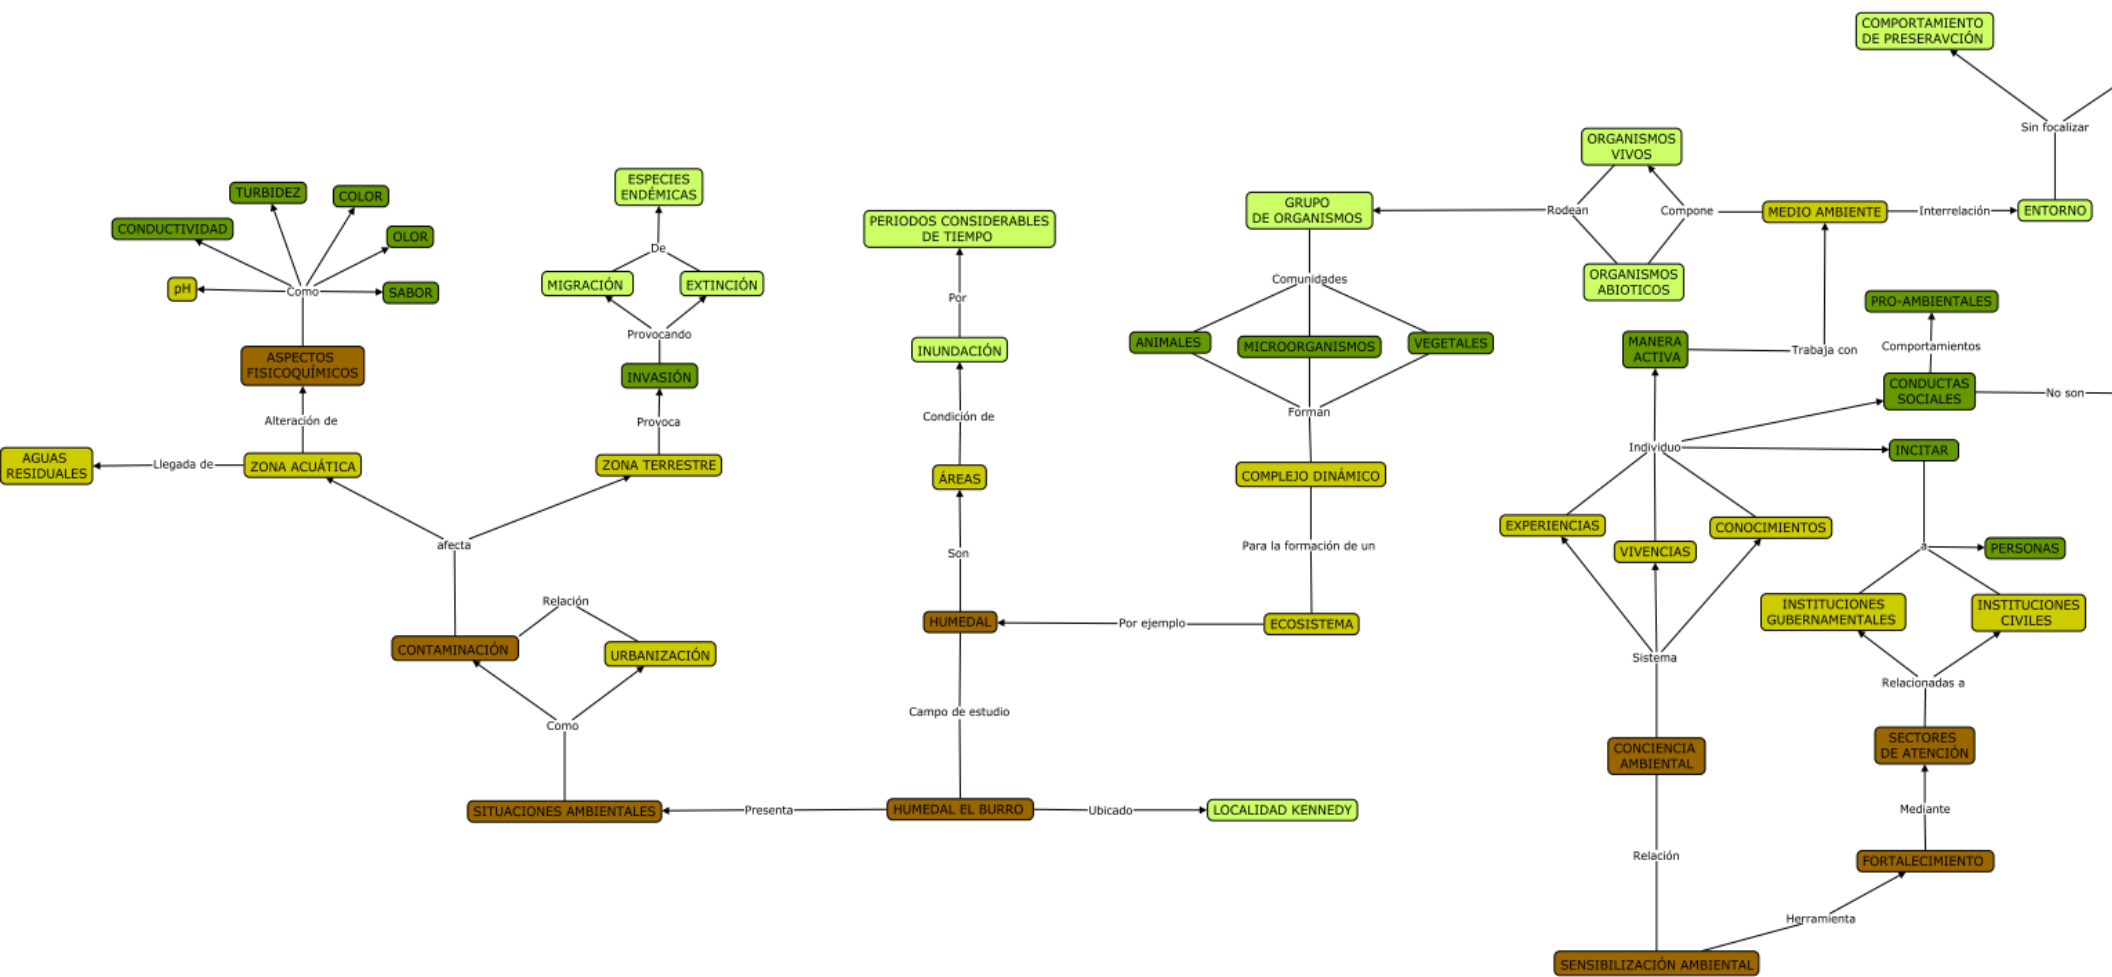 COMPORTAMIENTO
DE PRESERAVCIÓN
Sin focalizar
ORGANISMOS
VIVOS
ESPECIES
ENDÉMICAS
TURBIDEZ
COLOR
CONDUCTIVIDAD
OLOR
pH
Como
SABOR
De
MIGRACIÓN
EXTINCIÓN
Provocando
PERIODOS CONSIDERABLES
DE TIEMPO
Por
GRUPO
DE ORGANISMOS
Rodean
Compone
MEDIO AMBIENTE
Interrelación
ENTORNO
Comunidades
ORGANISMOS
ABIOTICOS
PRO-AMBIENTALES
ANIMALES
MICROORGANISMOS
VEGETALES
MANERA
ACTIVA
Trabaja con
Comportamientos
INUNDACIÓN
ASPECTOS
FISICOQUÍMICOS
INVASIÓN
CONDUCTAS
SOCIALES
No son
Alteración de
Provoca
Condición de
Forman
Individuo
INCITAR
AGUAS
RESIDUALES
Llegada de
ZONA ACUÁTICA
ZONA TERRESTRE
ÁREAS
COMPLEJO DINÁMICO
EXPERIENCIAS
VIVENCIAS
CONOCIMIENTOS
afecta
Son
Para la formación de un
a
PERSONAS
Relación
HUMEDAL
Por ejemplo
ECOSISTEMA
INSTITUCIONES
GUBERNAMENTALES
INSTITUCIONES
CIVILES
CONTAMINACIÓN
URBANIZACIÓN
Sistema
Relacionadas a
Como
Campo de estudio
CONCIENCIA
AMBIENTAL
SECTORES
DE ATENCIÓN
SITUACIONES AMBIENTALES
Presenta
HUMEDAL EL BURRO
Ubicado
LOCALIDAD KENNEDY
Mediante
Relación
FORTALECIMIENTO
Herramienta
SENSIBILIZACIÓN AMBIENTAL